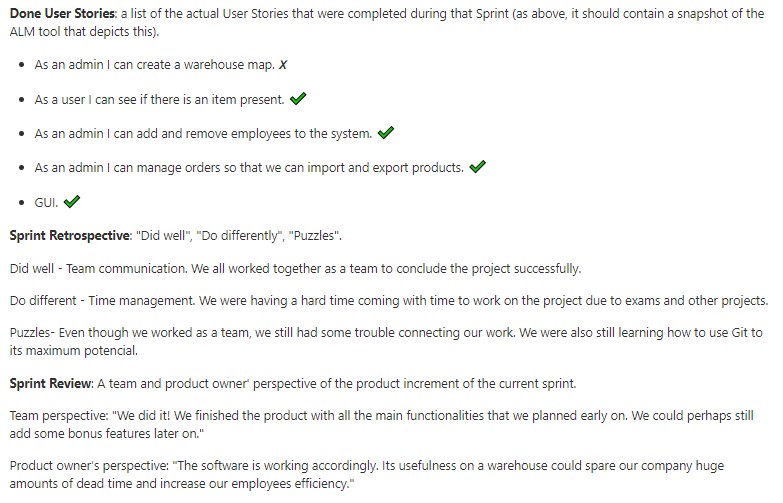 Done User Stories: a list of the actual User Stories that were completed during that Sprint (as above, it should contain a snapshot of the
ALM tool that depicts this).
• As an admin I can create a warehouse map. X
• As a user I can see if there is an item present. ✔
• As an admin I can add and remove employees to the system. ✔
• As an admin I can manage orders so that we can import and export products. ✔
• GUI. ✔
Sprint Retrospective: "Did well", "Do differently", "Puzzles".
Did well - Team communication. We all worked together as a team to conclude the project successfully.
Do different - Time management. We were having a hard time coming with time to work on the project due to exams and other projects.
Puzzles- Even though we worked as a team, we still had some trouble connecting our work. We were also still learning how to use Git to
its maximum potencial.
Sprint Review: A team and product owner' perspective of the product increment of the current sprint.
Team perspective: "We did it! We finished the product with all the main functionalities that we planned early on. We could perhaps still
add some bonus features later on."
Product owner's perspective: "The software is working accordingly. Its usefulness on a warehouse could spare our company huge
amounts of dead time and increase our employees efficiency."